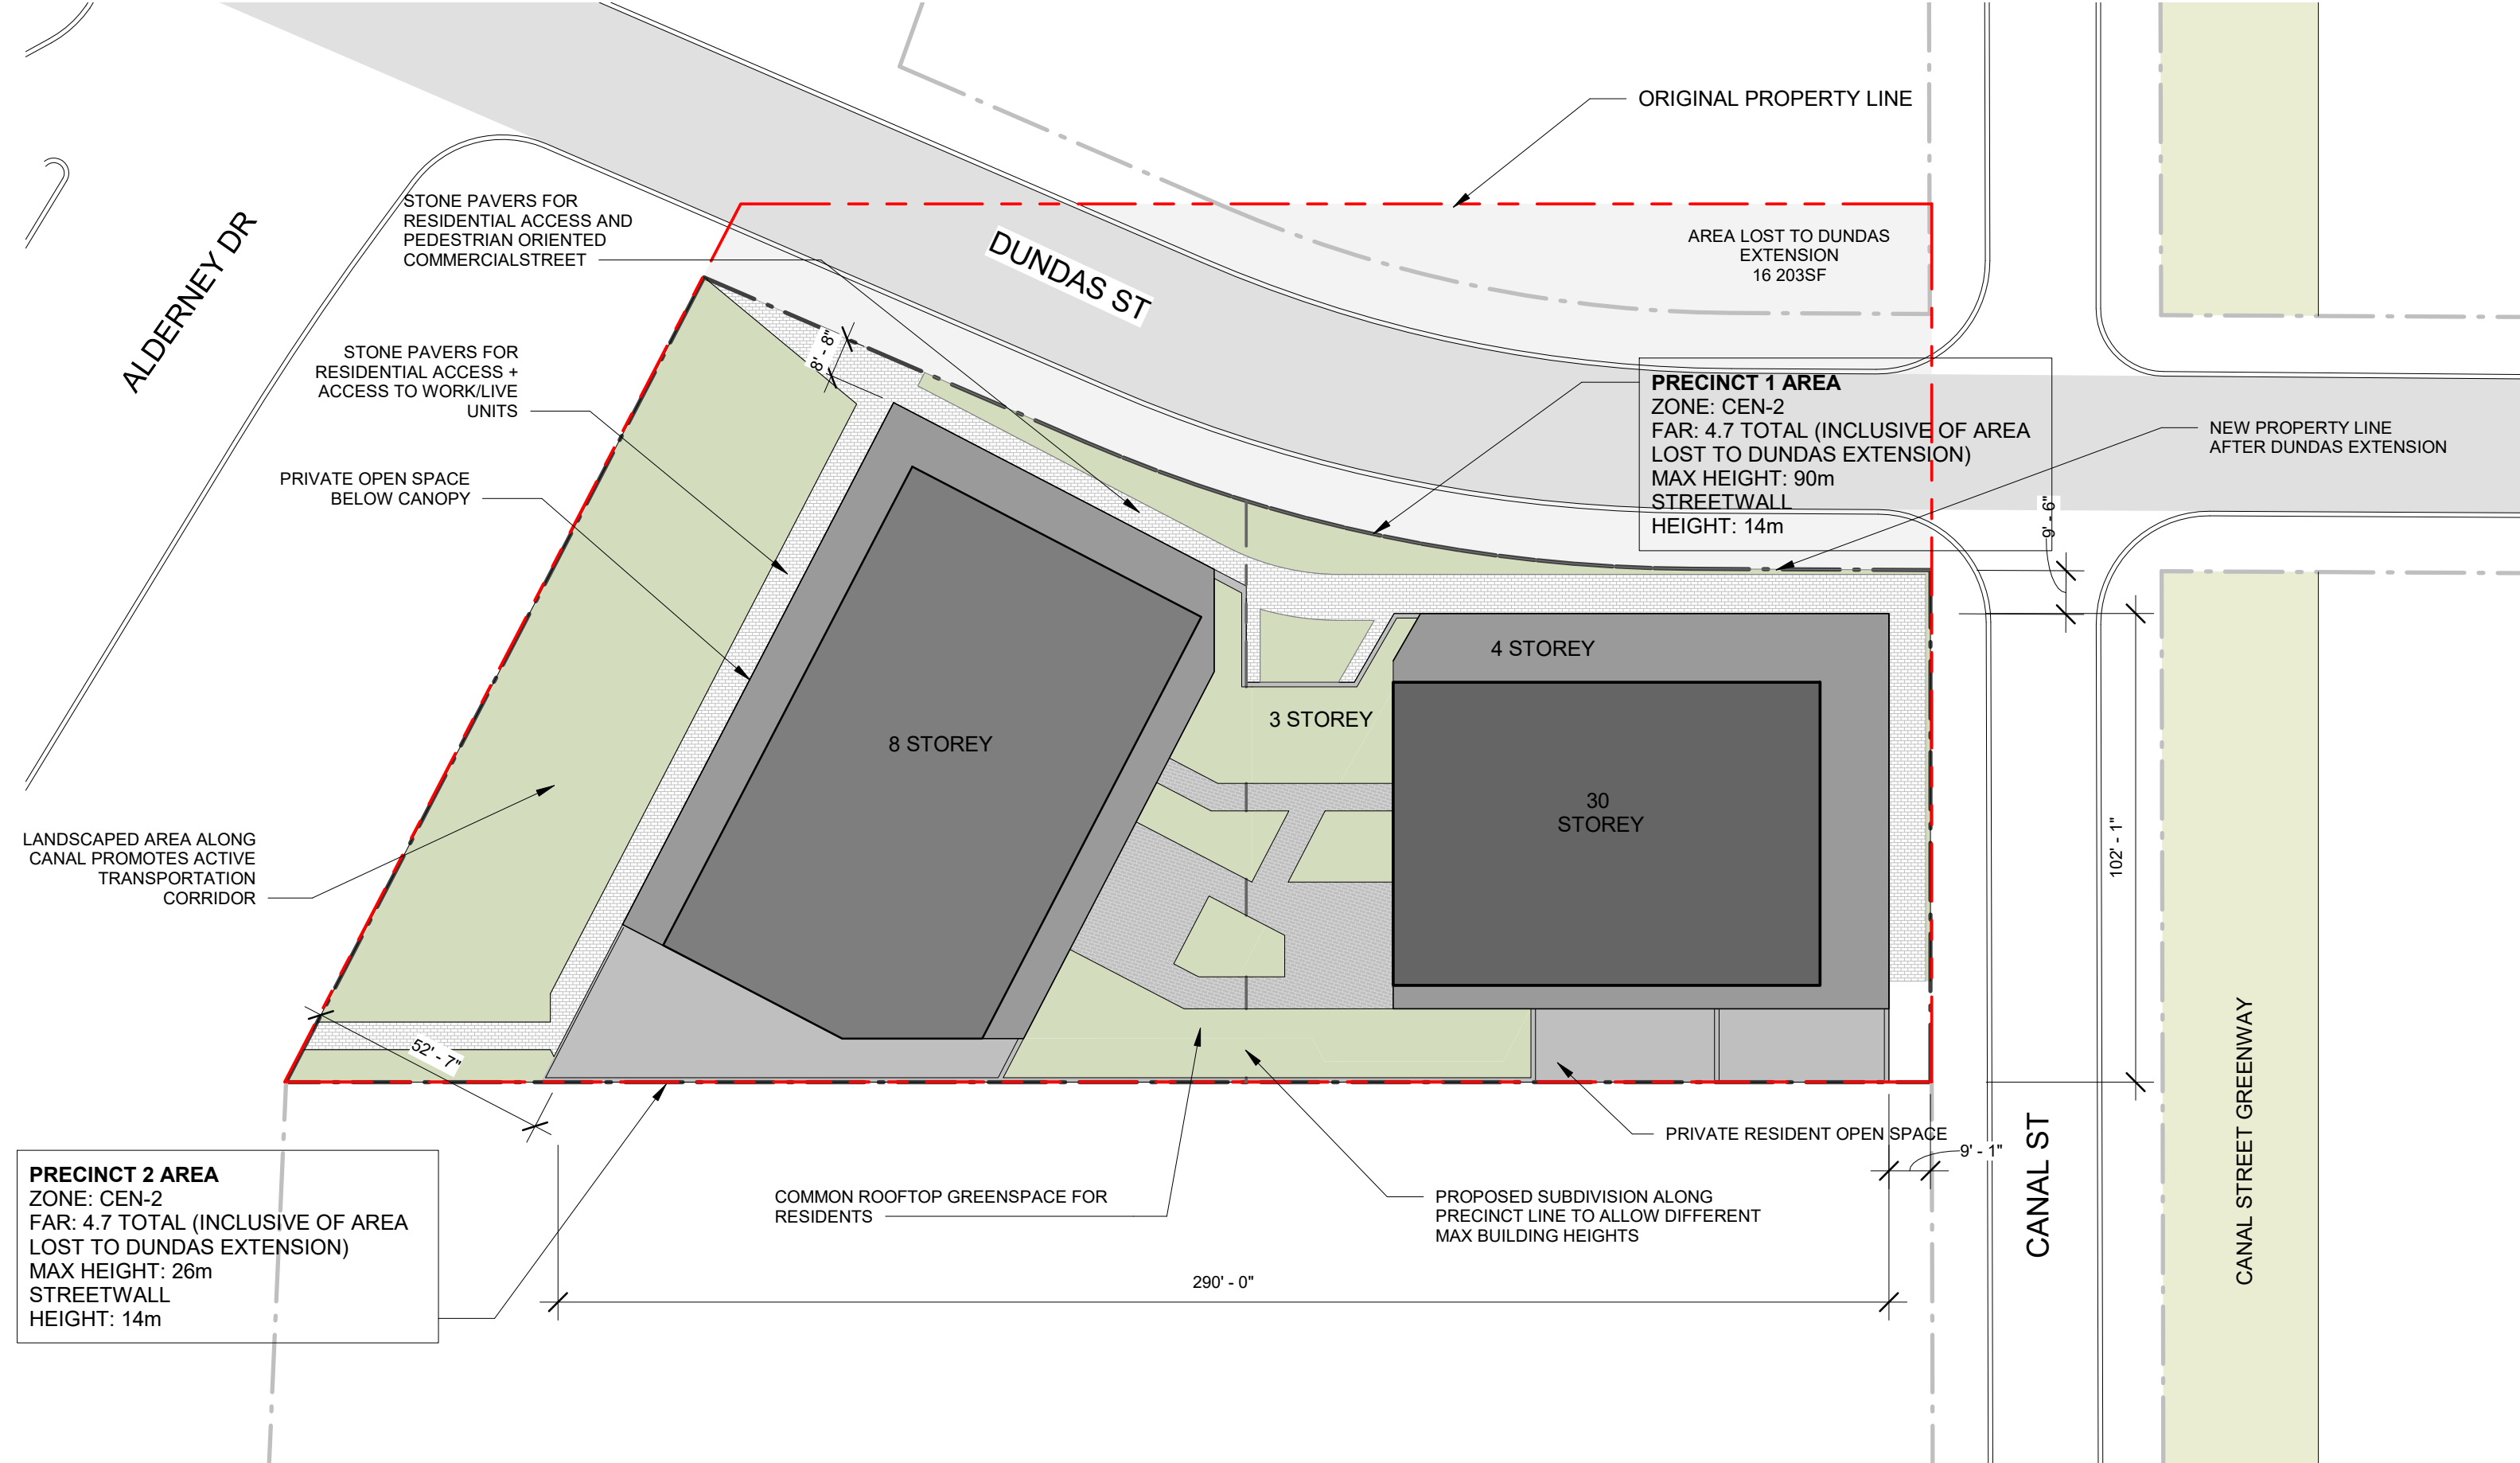 ORIGINAL PROPERTY LINE
STONE PAVERS FOR
RESIDENTIAL ACCESS AND
PEDESTRIAN ORIENTED
COMMERCIALSTREET
ALDERNEY DR
DUNDAS ST
AREA LOST TO DUNDAS
EXTENSION
16 203SF
8' - 8"
STONE PAVERS FOR
RESIDENTIAL ACCESS +
ACCESS TO WORK/LIVE
UNITS
PRECINCT 1 AREA
ZONE: CEN-2
FAR: 4.7 TOTAL (INCLUSIVE OF AREA
LOST TO DUNDAS EXTENSION)
MAX HEIGHT: 90m
STREETWALL
HEIGHT: 14m
NEW PROPERTY LINE
AFTER DUNDAS EXTENSION
9' - 6"
PRIVATE OPEN SPACE
BELOW CANOPY
4 STOREY
3 STOREY
8 STOREY
30
STOREY
102' - 1"
LANDSCAPED AREA ALONG
CANAL PROMOTES ACTIVE
TRANSPORTATION
CORRIDOR
52' - 7"
PRIVATE RESIDENT OPEN SPACE
9' - 1"
CANAL ST
CANAL STREET GREENWAY
PRECINCT 2 AREA
ZONE: CEN-2
FAR: 4.7 TOTAL (INCLUSIVE OF AREA
LOST TO DUNDAS EXTENSION)
MAX HEIGHT: 26m
STREETWALL
HEIGHT: 14m
COMMON ROOFTOP GREENSPACE FOR
RESIDENTS
PROPOSED SUBDIVISION ALONG
PRECINCT LINE TO ALLOW DIFFERENT
MAX BUILDING HEIGHTS
290' - 0"